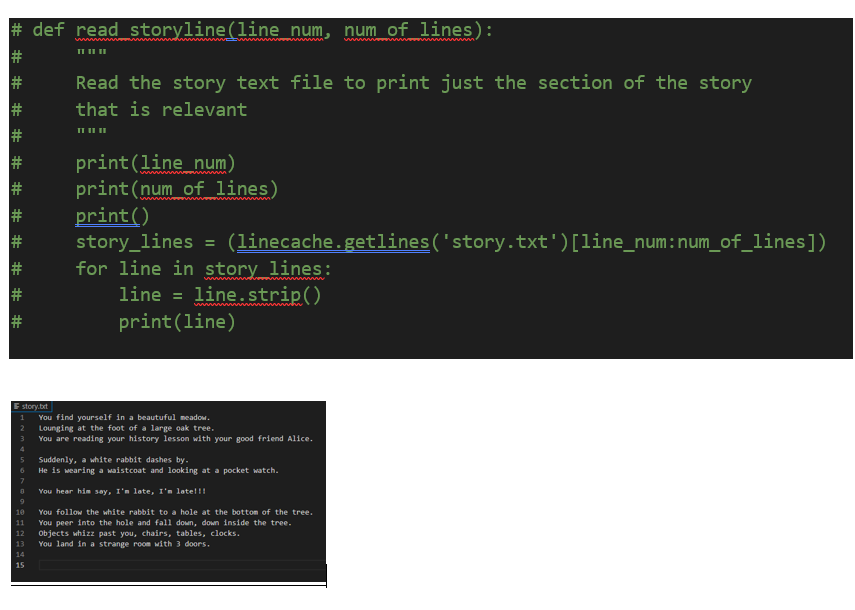 # def read_storyline(line_num, num_of_lines):
#     """
#     Read the story text file to print just the section of the story
#     that is relevant
#     """
#     print(line_num)
#     print(num_of_lines)
#     print()
#     story_lines = (linecache.getlines('story.txt')[line_num:num_of_lines])
#     for line in story_lines:
#         line = line.strip()
#         print(line)
story.txt
1 You find yourself in a beautuful meadow.
2 Lounging at the foot of a large oak tree.
3 You are reading your history lesson with your good friend Alice.
4
5 Suddenly, a white rabbit dashes by.
6 He is wearing a waistcoat and looking at a pocket watch.
7
8 You hear him say, I'm late, I'm late!!!
9
10 You follow the white rabbit to a hole at the bottom of the tree.
11 You peer into the hole and fall down, down inside the tree.
12 Objects whizz past you, chairs, tables, clocks.
13 You land in a strange room with 3 doors.
14
15